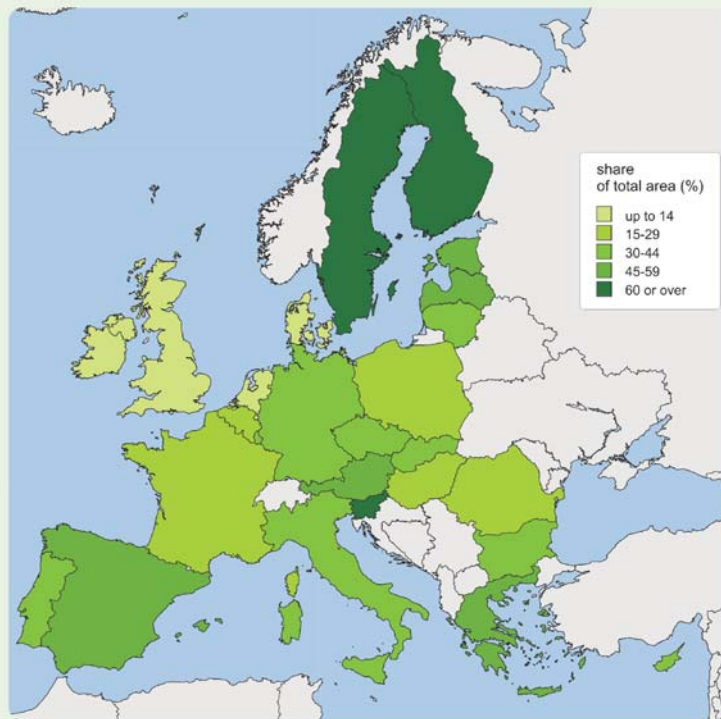 share
of total area (%)
up to 14
15-29
30-44
45-59
60 or over